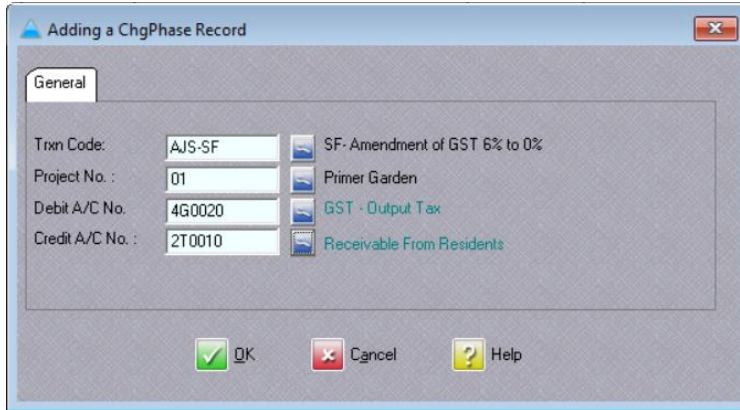 Adding a ChgPhase Record
General
Trxn Code: AJS-SF SF- Amendment of GST 6% to 0%
Project No. : 01 Primer Garden
Debit A/C No. 4G0020 GST - Output Tax
Credit A/C No. : 2T0010 Receivable From Residents
OK Cancel Help